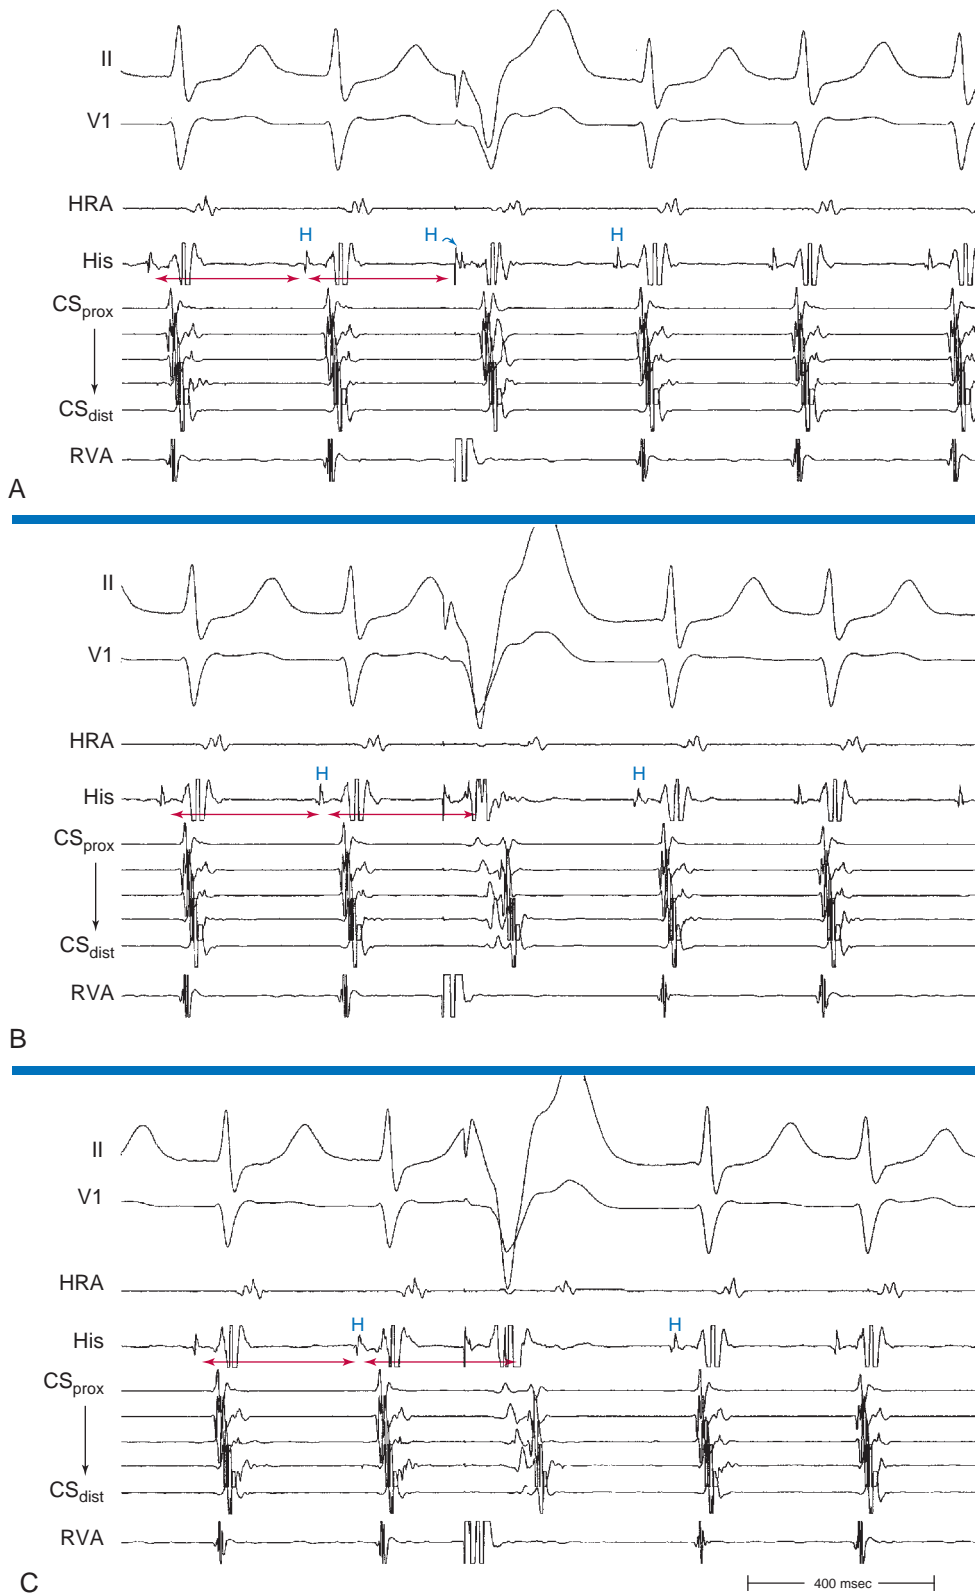 II
V1
HRA
H
H
H
His
CSprox
CSdist
RVA
A
II
V1
HRA
H
H
His
CSprox
CSdist
RVA
B
II
V1
HRA
H
H
His
CSprox
CSdist
RVA
C
400 msec